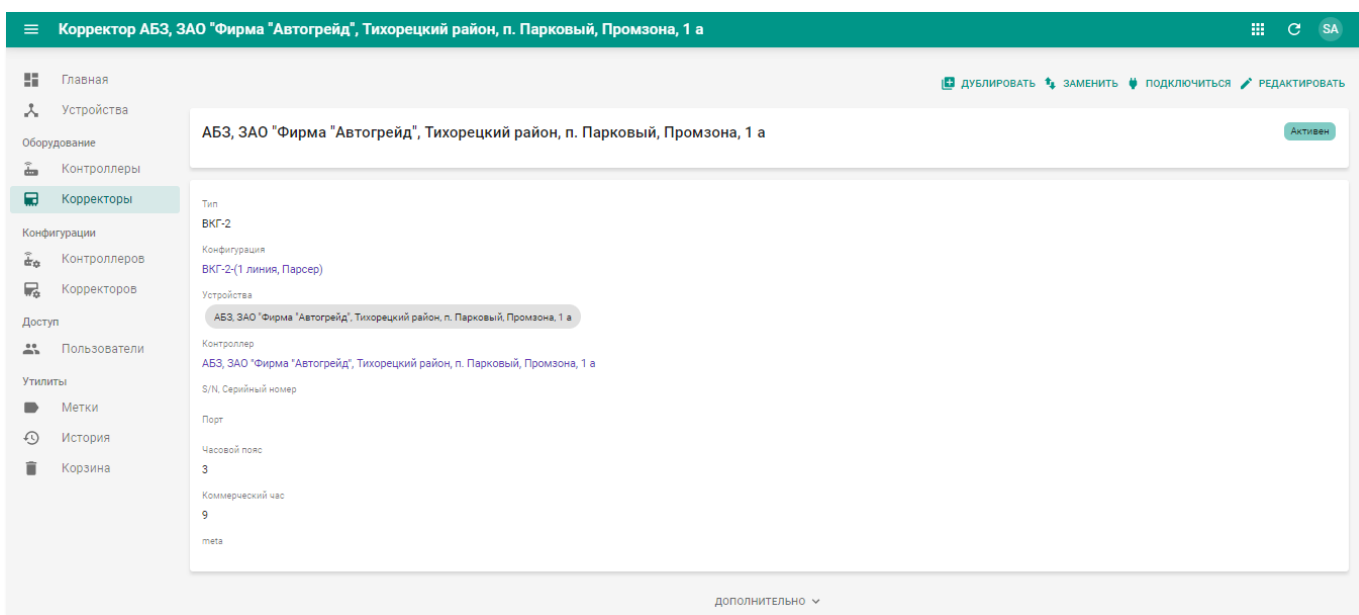 Корректор АБЗ, ЗАО "Фирма "Автогрейд", Тихорецкий район, п. Парковый, Промзона, 1 а
SA
Главная
Устройства
Оборудование
Контроллеры
Корректоры
Конфигурации
Контроллеров
Корректоров
Доступ
Пользователи
Утилиты
Метки
История
Корзина
ДУБЛИРОВАТЬ ЗАМЕНИТЬ ПОДКЛЮЧИТЬСЯ РЕДАКТИРОВАТЬ
АБЗ, ЗАО "Фирма "Автогрейд", Тихорецкий район, п. Парковый, Промзона, 1 а
Активен
Тип
ВКГ-2
Конфигурация
ВКГ-2-(1 линия, Парсер)
Устройства
АБЗ, ЗАО "Фирма "Автогрейд", Тихорецкий район, п. Парковый, Промзона, 1 а
Контроллер
АБЗ, ЗАО "Фирма "Автогрейд", Тихорецкий район, п. Парковый, Промзона, 1 а
S/N, Серийный номер
Порт
Часовой пояс
3
Коммерческий час
9
meta
ДОПОЛНИТЕЛЬНО